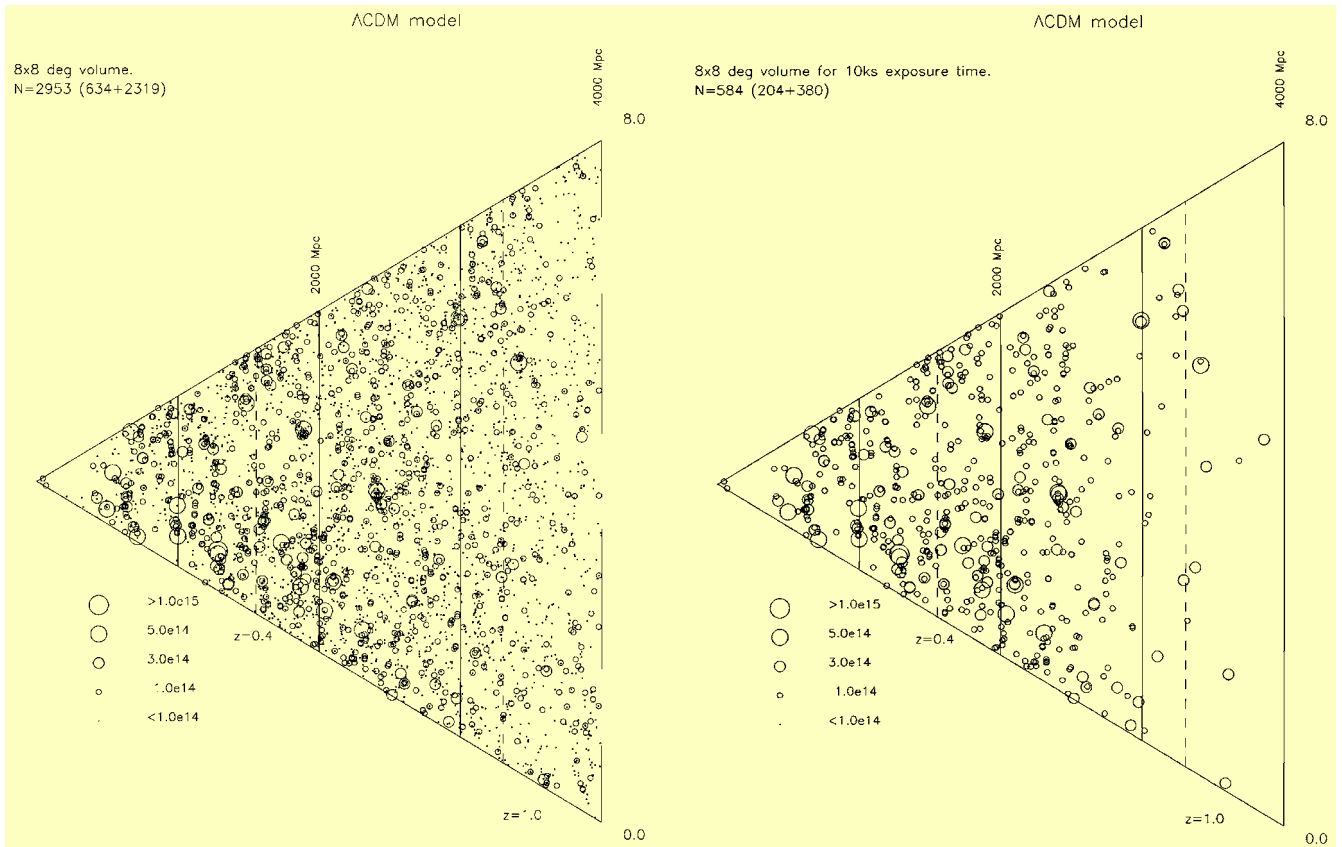 ΛCDM model
8x8 deg volume.
N=2953 (634+2319)
4000 Mpc
8.0
2000 Mpc
>1.0e15
5.0e14
3.0e14
1.0e14
<1.0e14
z=0.4
z=1.0
0.0
ΛCDM model
8x8 deg volume for 10ks exposure time.
N=584 (204+380)
4000 Mpc
8.0
2000 Mpc
>1.0e15
5.0e14
3.0e14
1.0e14
<1.0e14
z=0.4
z=1.0
0.0